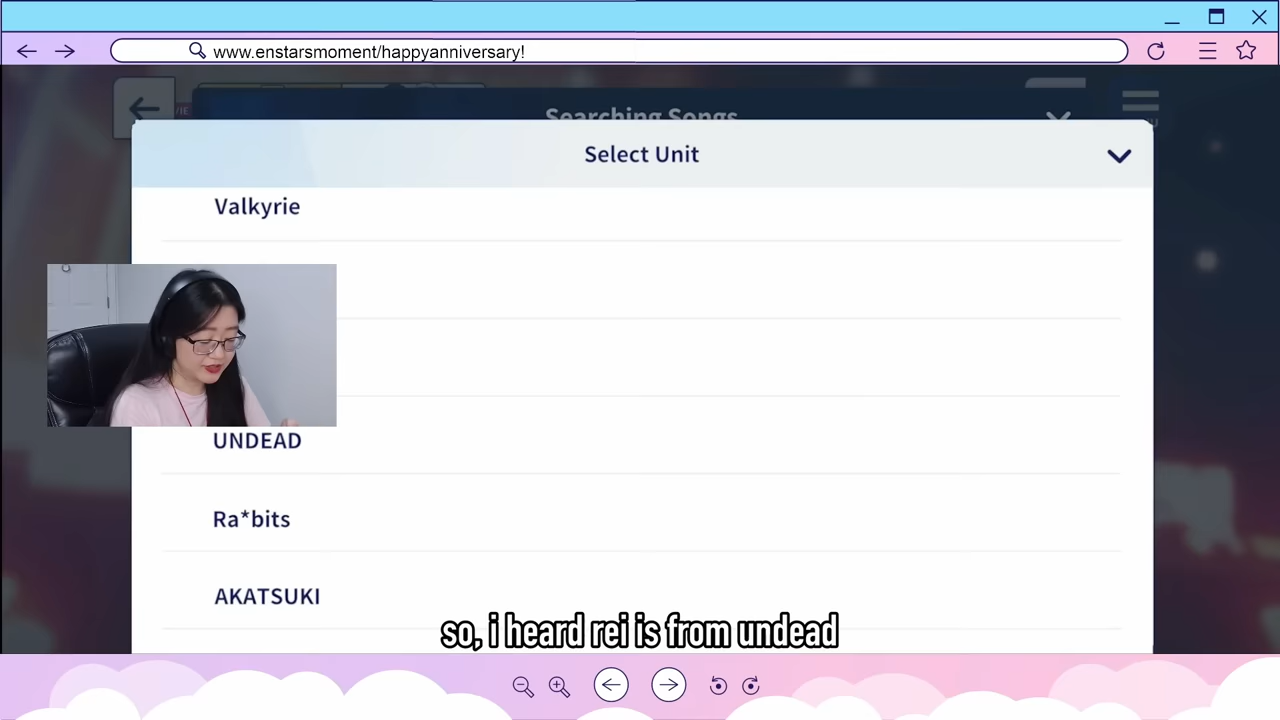 www.enstarsmoment/happyanniversary!
Searching Songs
Select Unit
Valkyrie
UNDEAD
Ra*bits
AKATSUKI
so, i heard rei is from undead